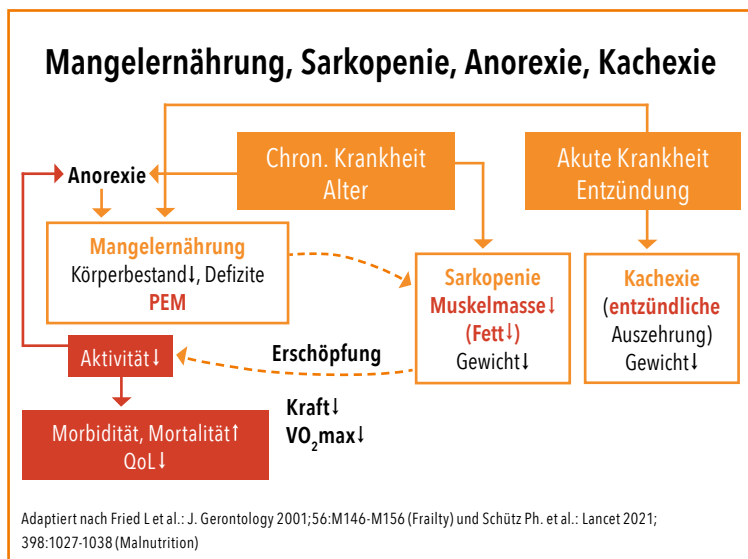 Mangelernährung, Sarkopenie, Anorexie, Kachexie
Chron. Krankheit
Alter
Akute Krankheit
Entzündung
Anorexie
Mangelernährung
Körperbestand↓, Defizite
PEM
Sarkopenie
Muskelmasse↓
(Fett↓)
Gewicht↓
Kachexie
(entzündliche
Auszehrung)
Gewicht↓
Aktivität↓
Erschöpfung
Kraft↓
VO₂max↓
Morbidität, Mortalität↑
QoL↓
Adaptiert nach Fried L et al.: J. Gerontology 2001;56:M146-M156 (Frailty) und Schütz Ph. et al.: Lancet 2021;
398:1027-1038 (Malnutrition)